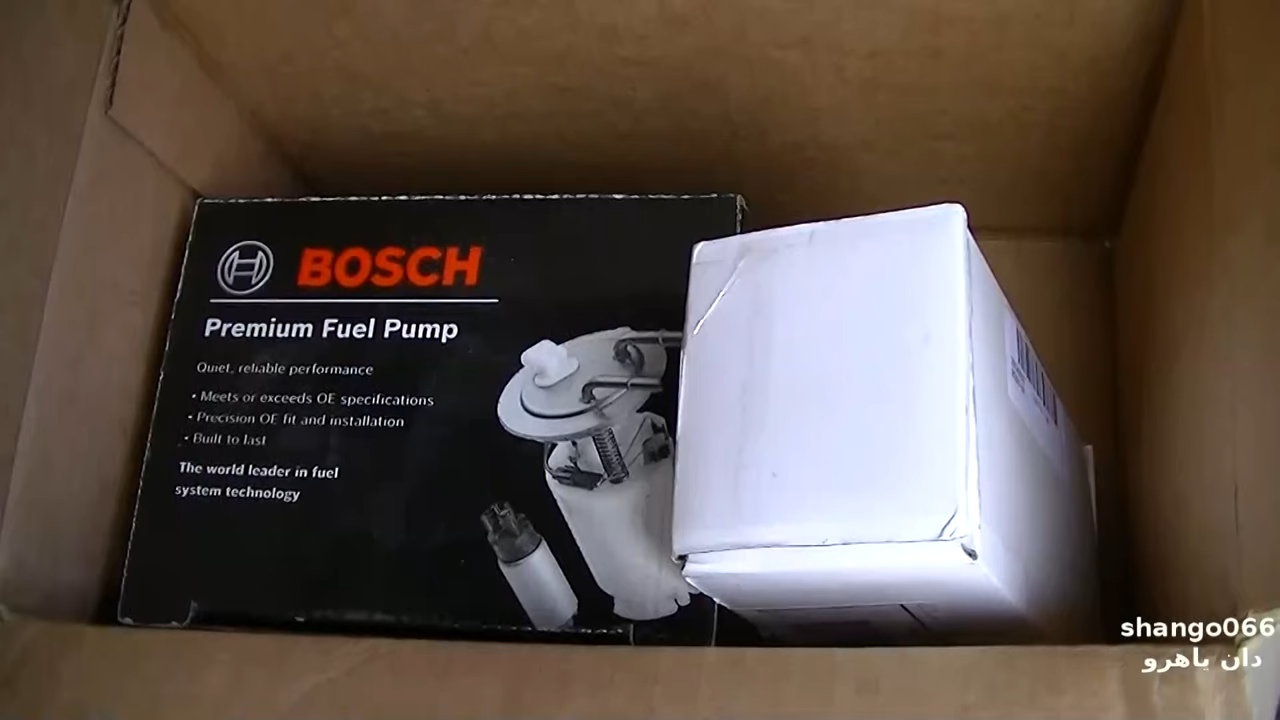 BOSCH
Premium Fuel Pump
Quiet, reliable performance
• Meets or exceeds OE specifications
• Precision OE fit and installation
• Built to last
The world leader in fuel
system technology
shango066
دان یاهرو